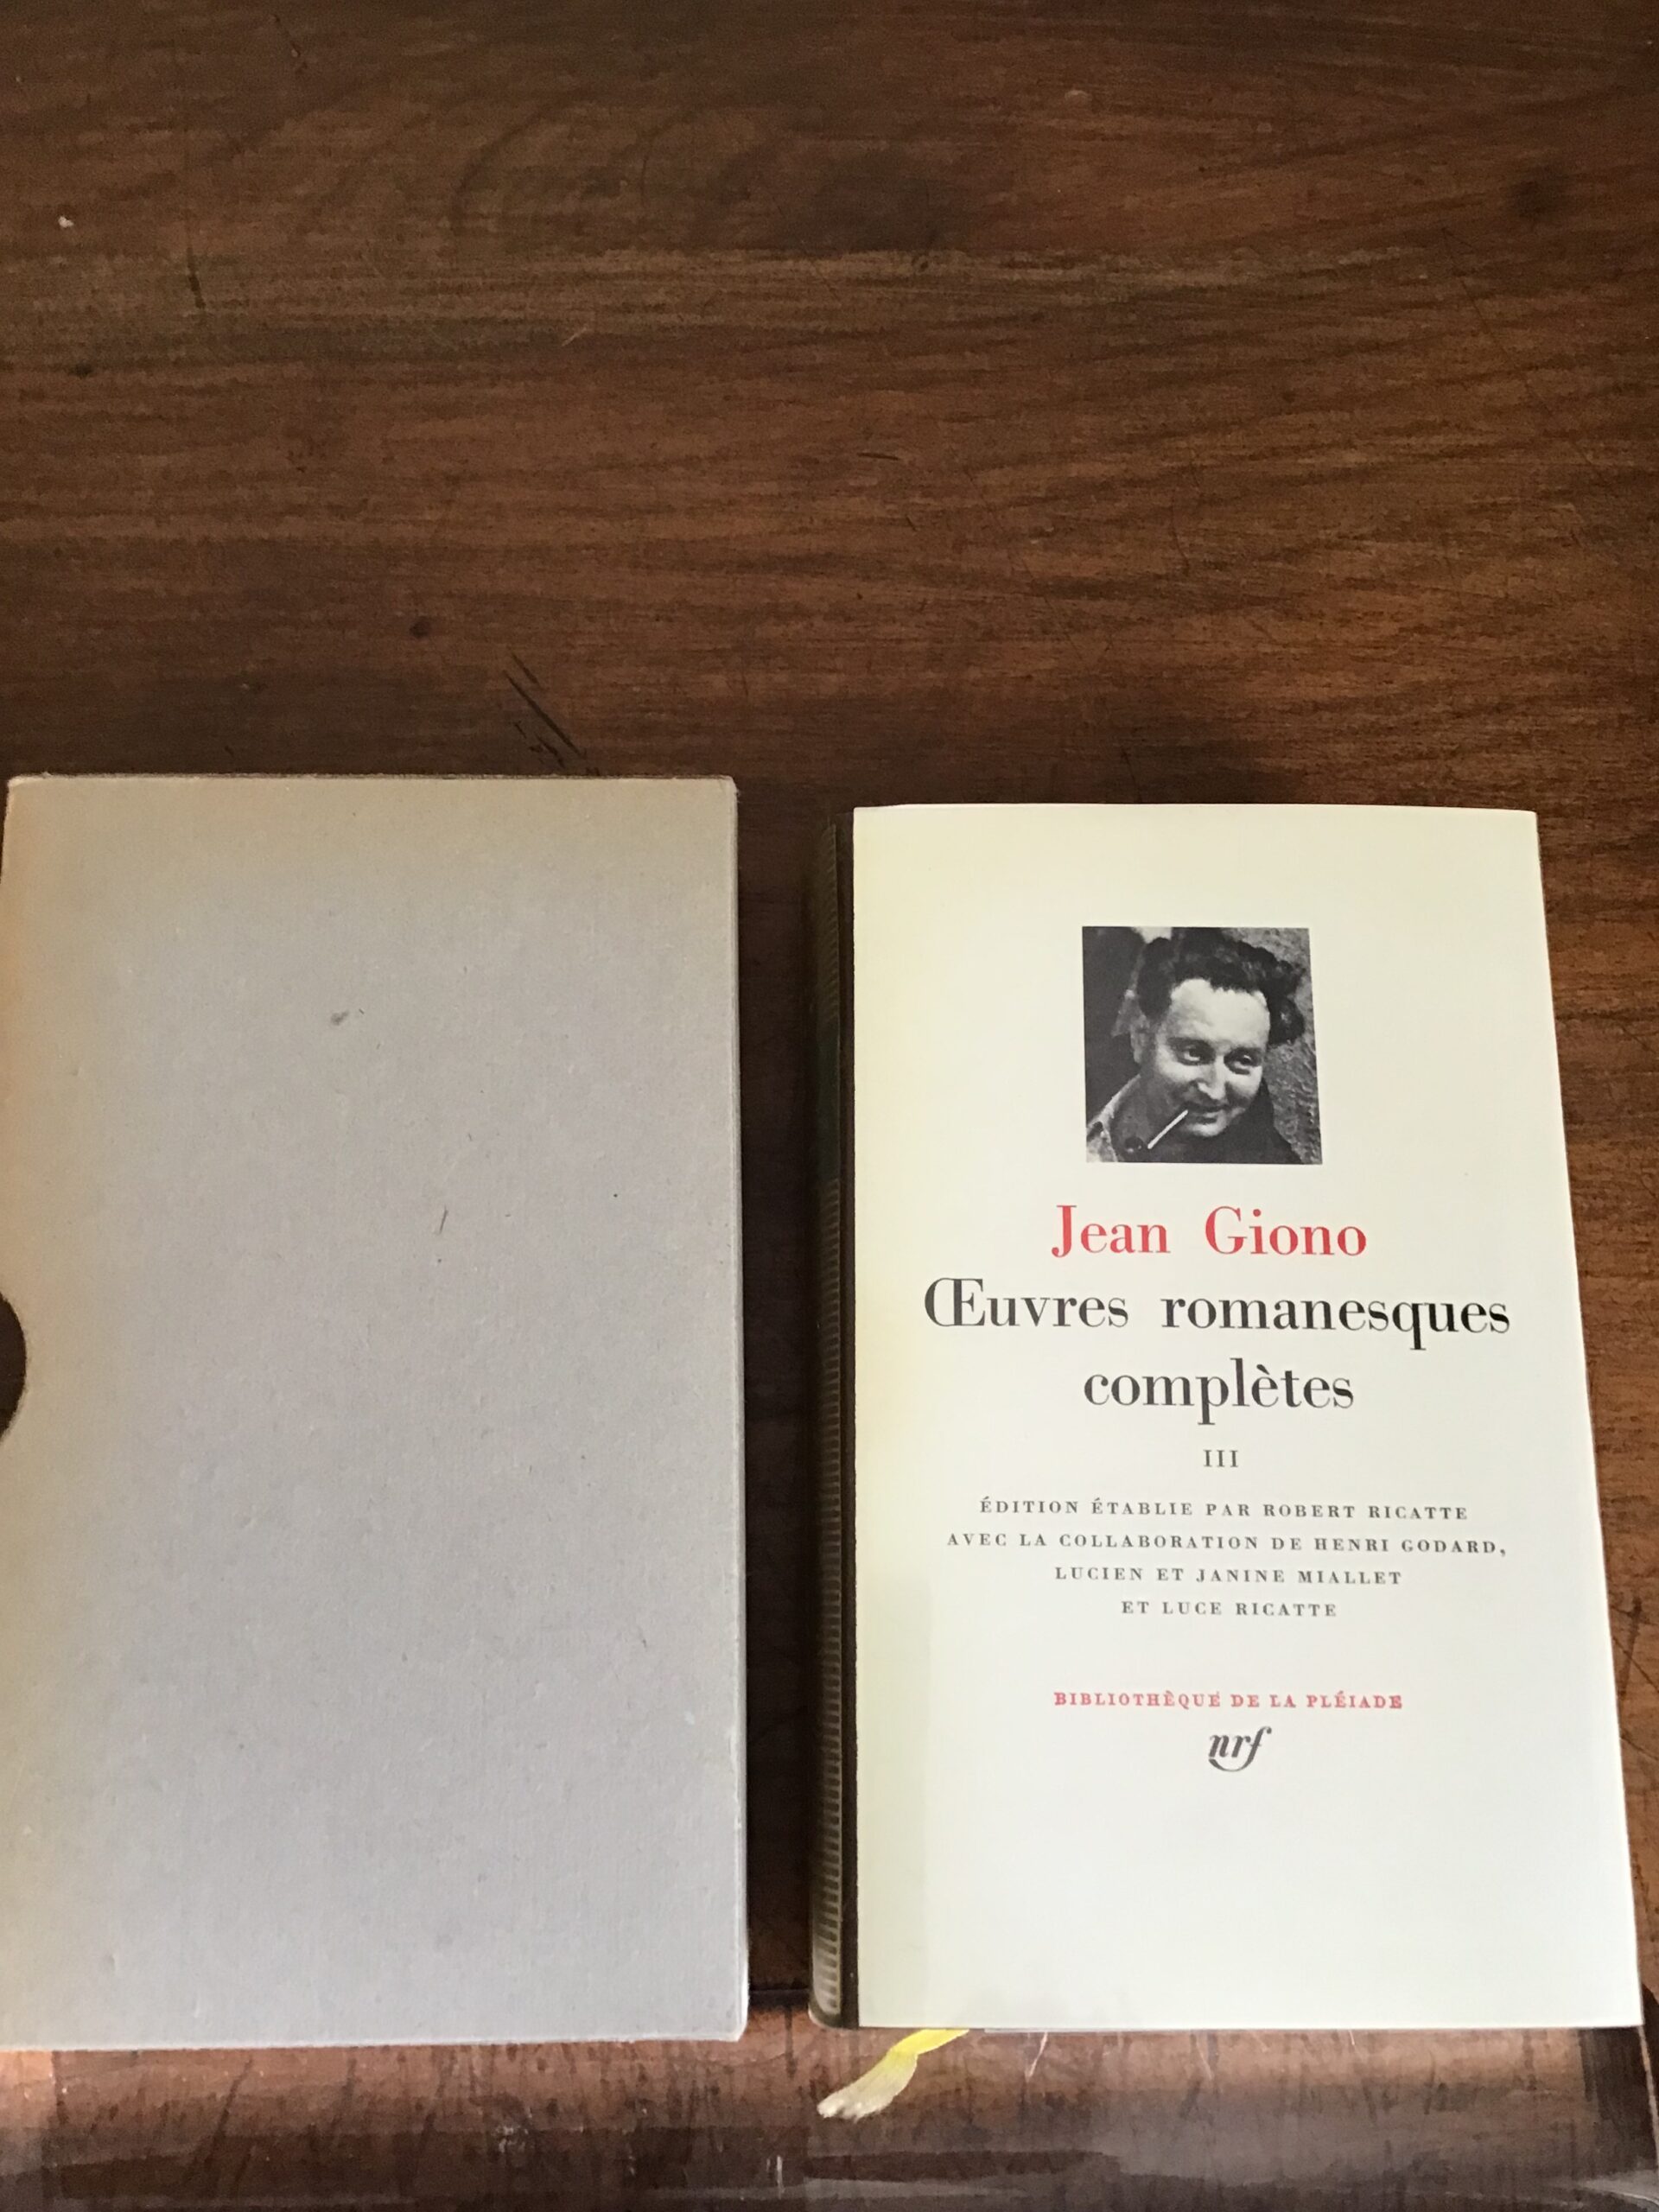 Jean Giono
Œuvres romanesques
complètes
III
ÉDITION ÉTABLIE PAR ROBERT RICATTE
AVEC LA COLLABORATION DE HENRI GODARD,
LUCIEN ET JANINE MIALLET
ET LUCE RICATTE
BIBLIOTHÈQUE DE LA PLÉIADE
nrf